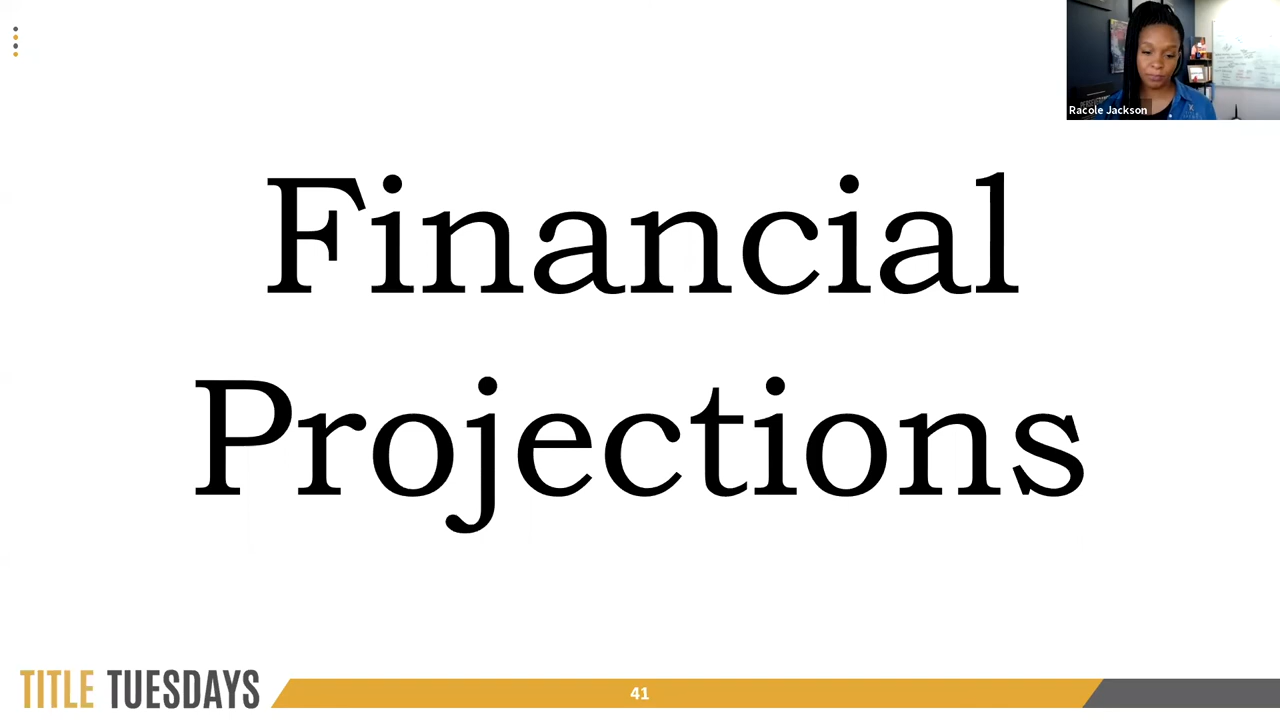 Racole Jackson
Financial
Projections
TITLE TUESDAYS
41